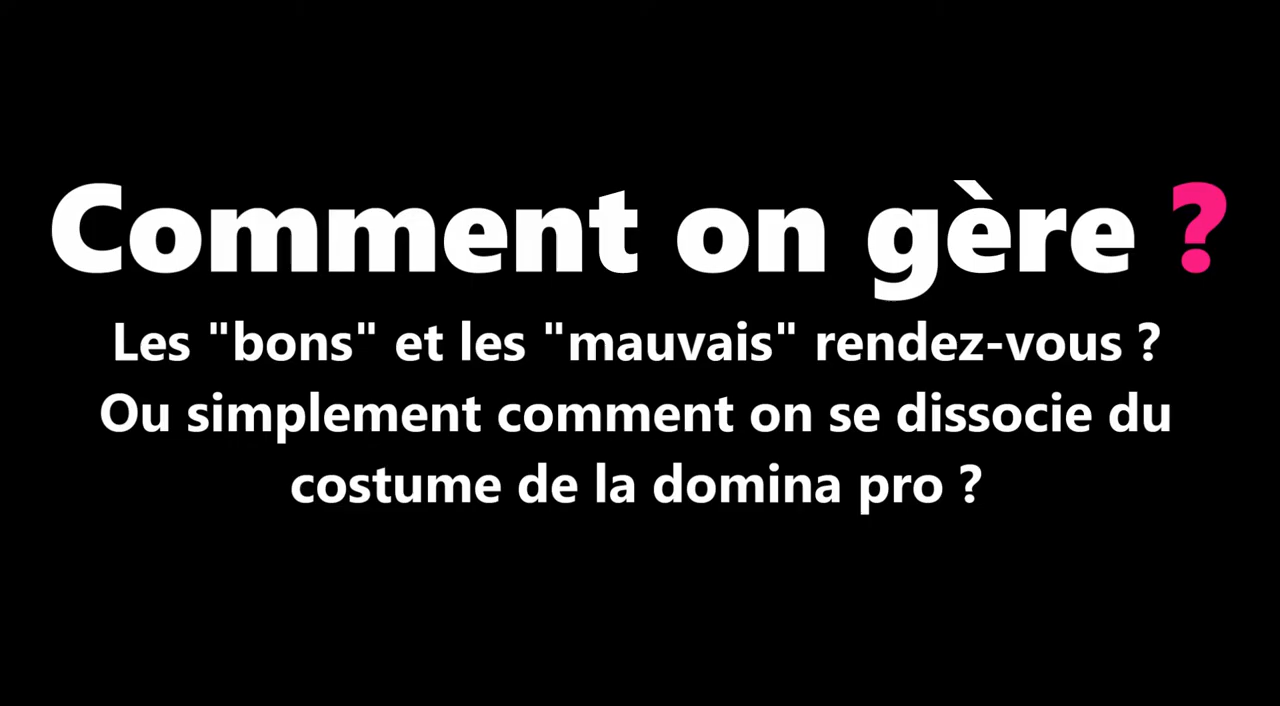 Comment on gère ?
Les "bons" et les "mauvais" rendez-vous ?
Ou simplement comment on se dissocie du
costume de la domina pro ?